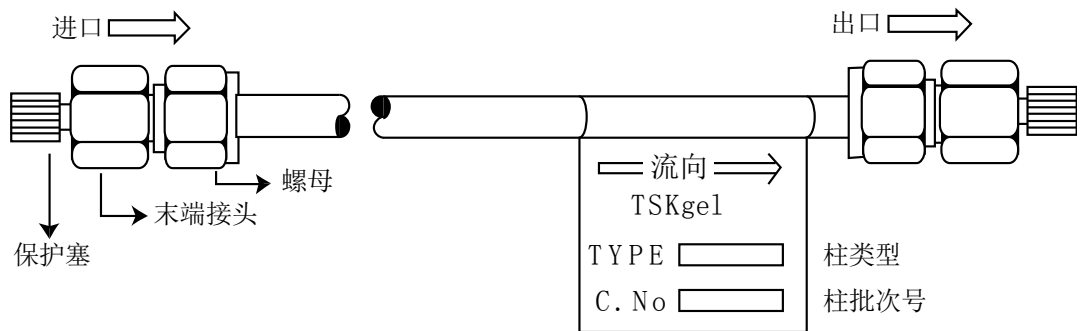 进口
出口
螺母
末端接头
保护塞
流向
TSKgel
TYPE 柱类型
C.No 柱批次号